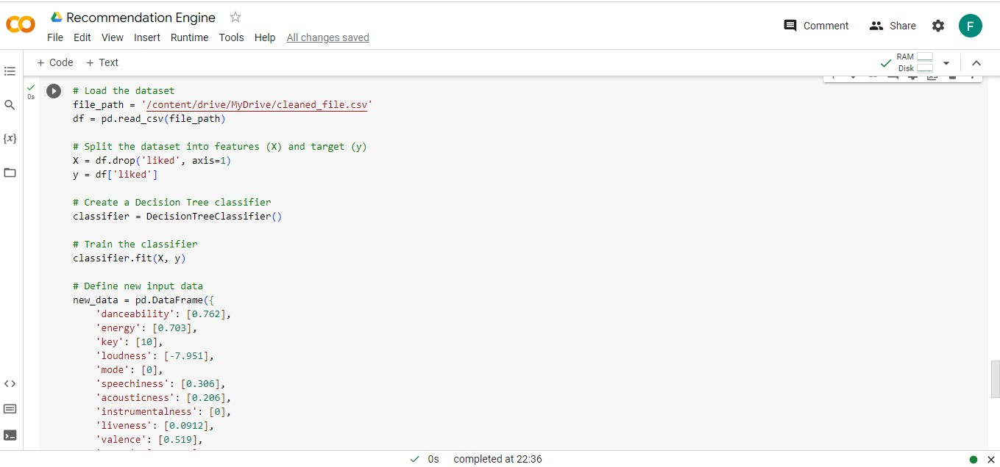 Recommendation Engine
File Edit View Insert Runtime Tools Help All changes saved
Comment
Share
F
+ Code + Text
RAM
Disk
0s
# Load the dataset
file_path = '/content/drive/MyDrive/cleaned_file.csv'
df = pd.read_csv(file_path)
# Split the dataset into features (X) and target (y)
X = df.drop('liked', axis=1)
y = df['liked']
# Create a Decision Tree classifier
classifier = DecisionTreeClassifier()
# Train the classifier
classifier.fit(X, y)
# Define new input data
new_data = pd.DataFrame({
'danceability': [0.762],
'energy': [0.703],
'key': [10],
'loudness': [-7.951],
'mode': [0],
'speechiness': [0.306],
'acousticness': [0.206],
'instrumentalness': [0],
'liveness': [0.0912],
'valence': [0.519],
{x}
<>
0s completed at 22:36